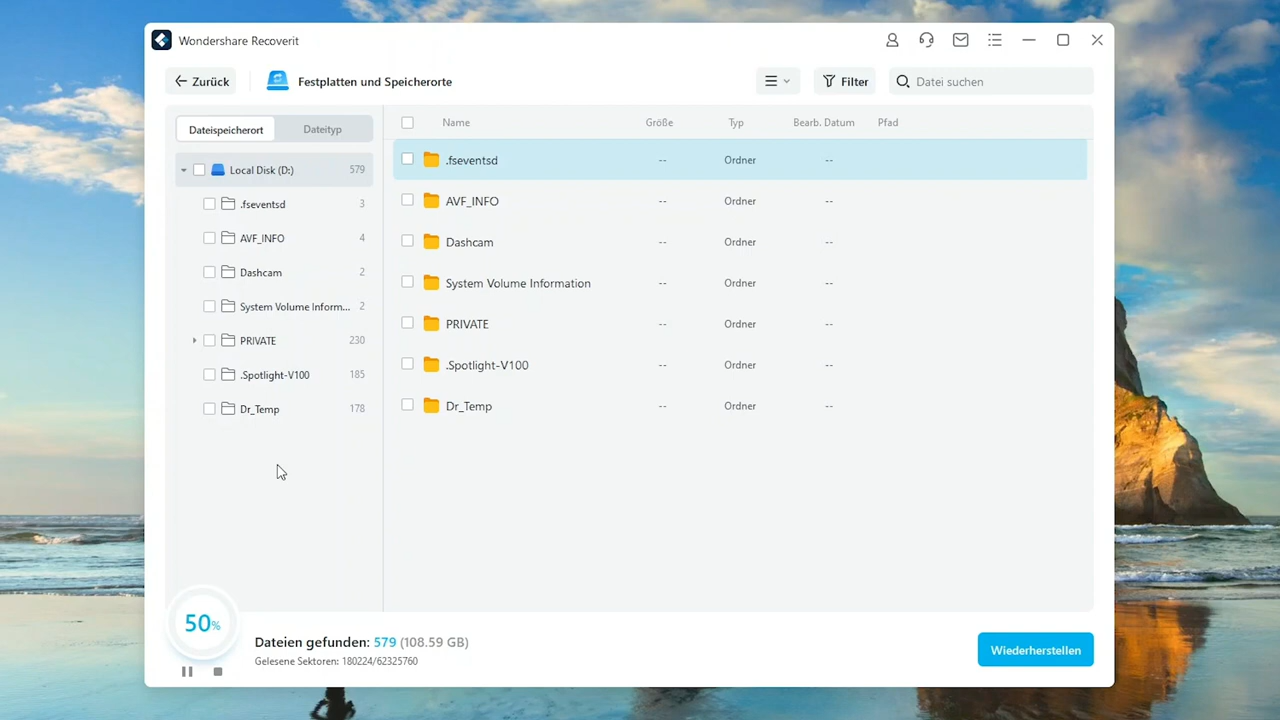 Wondershare Recoverit
Zurück
Festplatten und Speicherorte
Filter
Datei suchen
Dateispeicherort Dateityp
Local Disk (D:) 579
.fseventsd 3
AVF_INFO 4
Dashcam 2
System Volume Inform... 2
PRIVATE 230
.Spotlight-V100 185
Dr_Temp 178
Name Größe Typ Bearb. Datum Pfad
.fseventsd -- Ordner --
AVF_INFO -- Ordner --
Dashcam -- Ordner --
System Volume Information -- Ordner --
PRIVATE -- Ordner --
.Spotlight-V100 -- Ordner --
Dr_Temp -- Ordner --
50%
Dateien gefunden: 579 (108.59 GB)
Gelesene Sektoren: 180224/62325760
Wiederherstellen